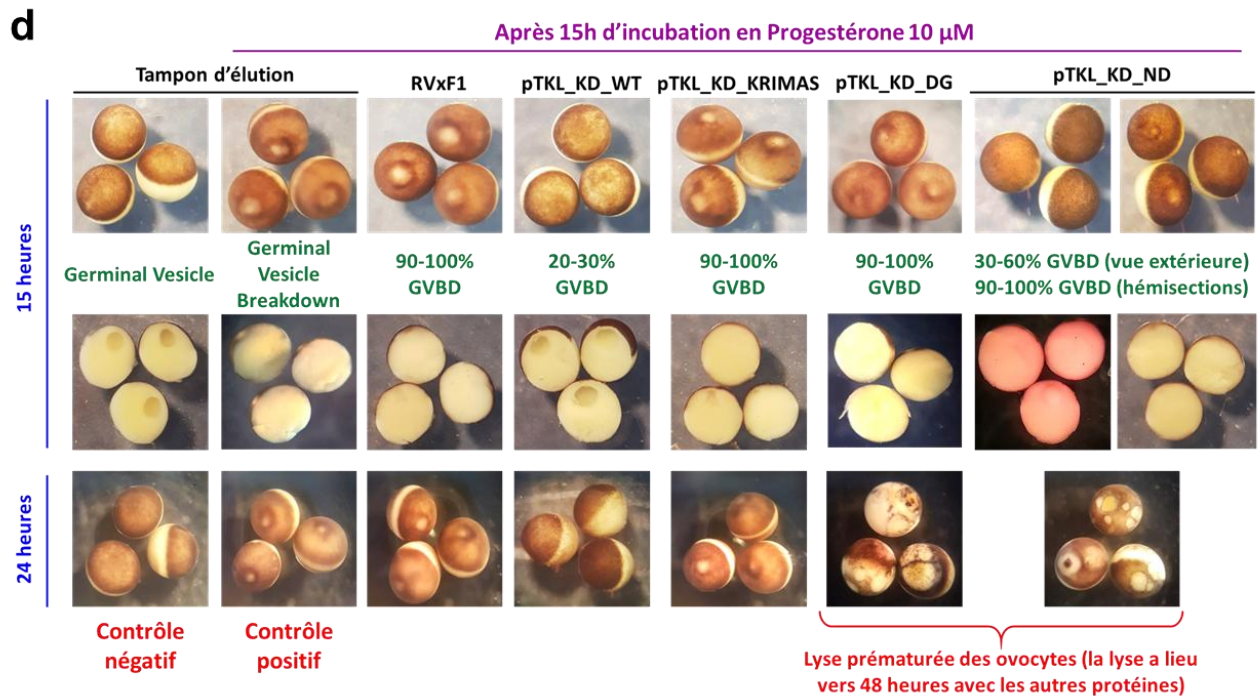 d
Après 15h d'incubation en Progestérone 10 µM
Tampon d'élution
RVxF1
pTKL_KD_WT
pTKL_KD_KRIMAS
pTKL_KD_DG
pTKL_KD_ND
15 heures
Germinal Vesicle
Germinal
Vesicle
Breakdown
90-100%
GVBD
20-30%
GVBD
90-100%
GVBD
90-100%
GVBD
30-60% GVBD (vue extérieure)
90-100% GVBD (hémisections)
24 heures
Contrôle
négatif
Contrôle
positif
Lyse prématurée des ovocytes (la lyse a lieu
vers 48 heures avec les autres protéines)